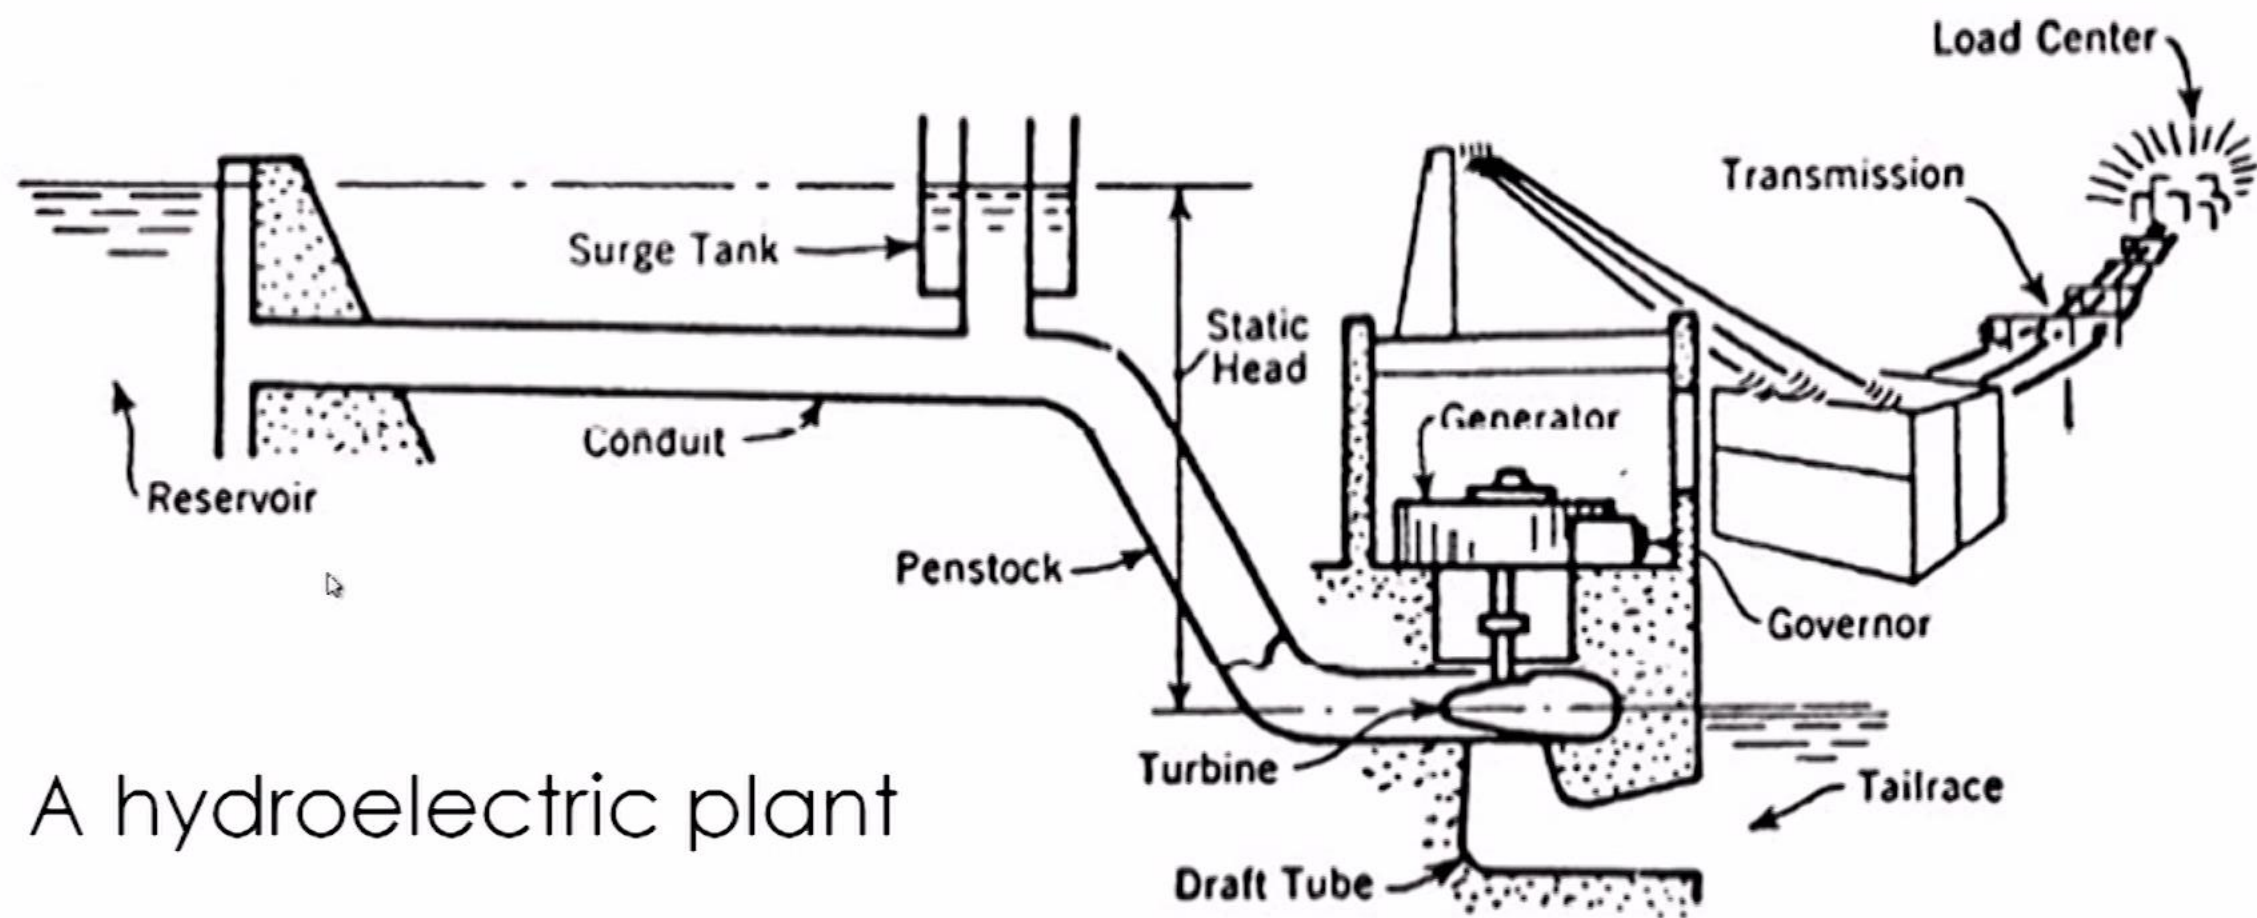 Load Center
Transmission
Surge Tank
Static
Head
Generator
Conduit
Reservoir
Penstock
Governor
Turbine
Tailrace
A hydroelectric plant
Draft Tube